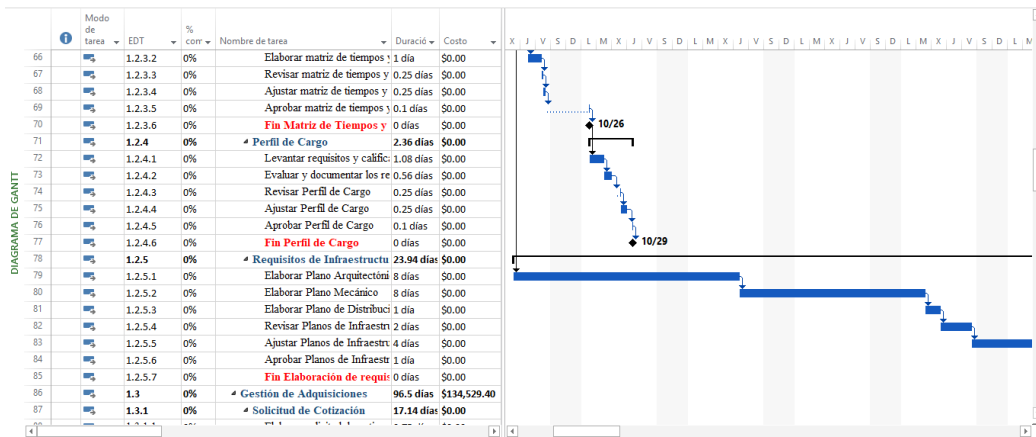 Modo de tarea EDT % com Nombre de tarea Duració Costo
X J V S D L M X J V S D L M X J V S D L M X J V S D L M X J V S D L M
DIAGRAMA DE GANTT
66 1.2.3.2 0% Elaborar matriz de tiempos y 1 día $0.00
67 1.2.3.3 0% Revisar matriz de tiempos y 0.25 días $0.00
68 1.2.3.4 0% Ajustar matriz de tiempos y 0.25 días $0.00
69 1.2.3.5 0% Aprobar matriz de tiempos y 0.1 días $0.00
70 1.2.3.6 0% Fin Matriz de Tiempos y 0 días $0.00 10/26
71 1.2.4 0% Perfil de Cargo 2.36 días $0.00
72 1.2.4.1 0% Levantar requisitos y califica 1.08 días $0.00
73 1.2.4.2 0% Evaluar y documentar los re 0.56 días $0.00
74 1.2.4.3 0% Revisar Perfil de Cargo 0.25 días $0.00
75 1.2.4.4 0% Ajustar Perfil de Cargo 0.25 días $0.00
76 1.2.4.5 0% Aprobar Perfil de Cargo 0.1 días $0.00
77 1.2.4.6 0% Fin Perfil de Cargo 0 días $0.00 10/29
78 1.2.5 0% Requisitos de Infraestructu 23.94 días $0.00
79 1.2.5.1 0% Elaborar Plano Arquitectóni 8 días $0.00
80 1.2.5.2 0% Elaborar Plano Mecánico 8 días $0.00
81 1.2.5.3 0% Elaborar Plano de Distribuci 1 día $0.00
82 1.2.5.4 0% Revisar Planos de Infraestru 2 días $0.00
83 1.2.5.5 0% Ajustar Planos de Infraestru 4 días $0.00
84 1.2.5.6 0% Aprobar Planos de Infraestr 1 día $0.00
85 1.2.5.7 0% Fin Elaboración de requis 0 días $0.00
86 1.3 0% Gestión de Adquisiciones 96.5 días $134,529.40
87 1.3.1 0% Solicitud de Cotización 17.14 días $0.00